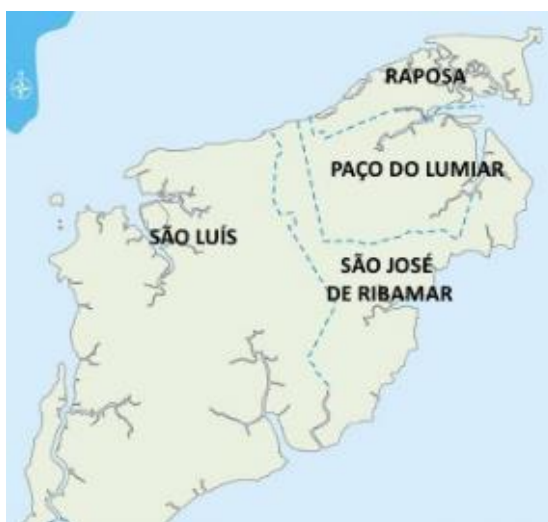 RAPOSA
PAÇO DO LUMIAR
SÃO LUÍS
SÃO JOSÉ
DE RIBAMAR